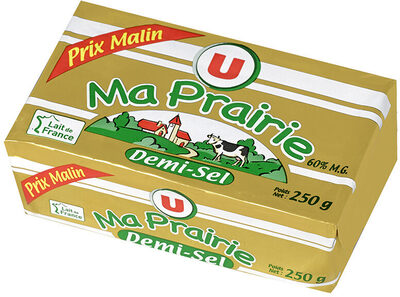 Prix Malin
U
Ma Prairie
Lait de
France
Demi-Sel
60% M.G.
Poids
Net : 250 g
Prix Malin
U
Ma Prairie
Lait de
France
Demi-Sel
Poids
Net : 250 g